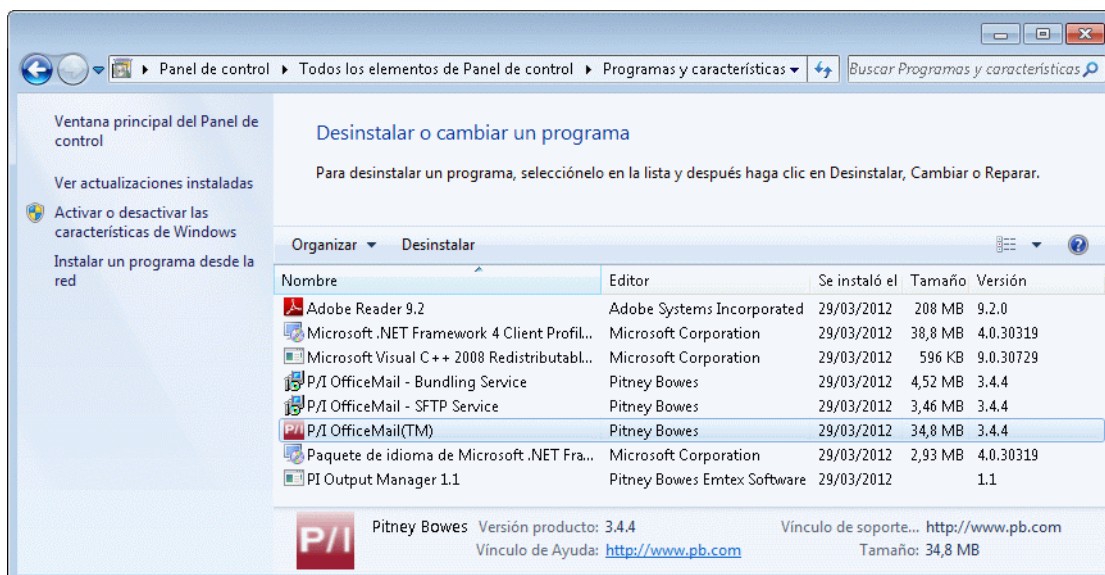 Panel de control Todos los elementos de Panel de control Programas y características Buscar Programas y características
Ventana principal del Panel de
control
Ver actualizaciones instaladas
Activar o desactivar las
características de Windows
Instalar un programa desde la
red
Desinstalar o cambiar un programa
Para desinstalar un programa, selecciónelo en la lista y después haga clic en Desinstalar, Cambiar o Reparar.
Organizar Desinstalar
Nombre Editor Se instaló el Tamaño Versión
Adobe Reader 9.2 Adobe Systems Incorporated 29/03/2012 208 MB 9.2.0
Microsoft .NET Framework 4 Client Profil... Microsoft Corporation 29/03/2012 38,8 MB 4.0.30319
Microsoft Visual C++ 2008 Redistributabl... Microsoft Corporation 29/03/2012 596 KB 9.0.30729
P/I OfficeMail - Bundling Service Pitney Bowes 29/03/2012 4,52 MB 3.4.4
P/I OfficeMail - SFTP Service Pitney Bowes 29/03/2012 3,46 MB 3.4.4
P/I OfficeMail(TM) Pitney Bowes 29/03/2012 34,8 MB 3.4.4
Paquete de idioma de Microsoft .NET Fra... Microsoft Corporation 29/03/2012 2,93 MB 4.0.30319
PI Output Manager 1.1 Pitney Bowes Emtex Software 29/03/2012 1.1
P/I
Pitney Bowes Versión producto: 3.4.4 Vínculo de soporte... http://www.pb.com
Vínculo de Ayuda: http://www.pb.com Tamaño: 34,8 MB